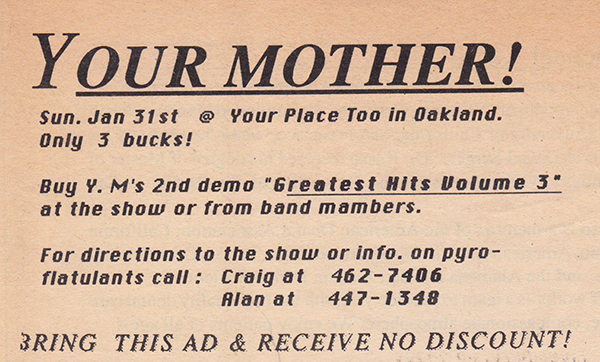 YOUR MOTHER!
Sun. Jan 31st @ Your Place Too in Oakland.
Only 3 bucks!
Buy Y. M's 2nd demo "Greatest Hits Volume 3"
at the show or from band mambers.
For directions to the show or info. on pyro-
flatulants call : Craig at 462-7406
Alan at 447-1348
BRING THIS AD & RECEIVE NO DISCOUNT!